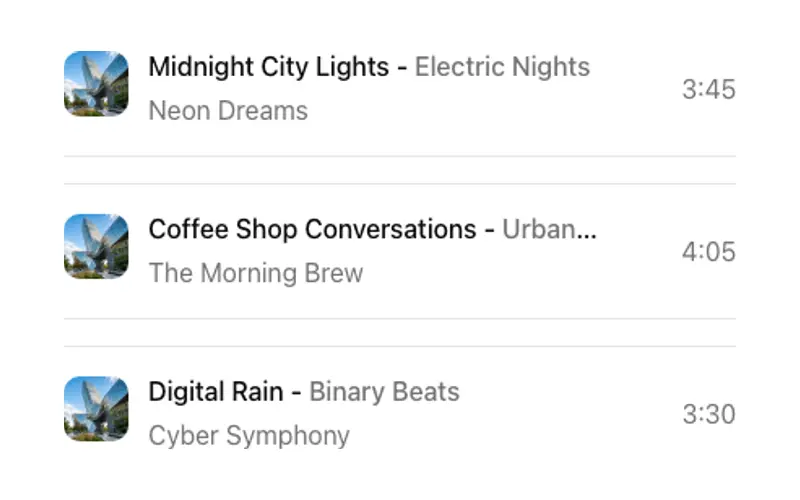 Midnight City Lights - Electric Nights
3:45
Neon Dreams
Coffee Shop Conversations - Urban...
4:05
The Morning Brew
Digital Rain - Binary Beats
3:30
Cyber Symphony